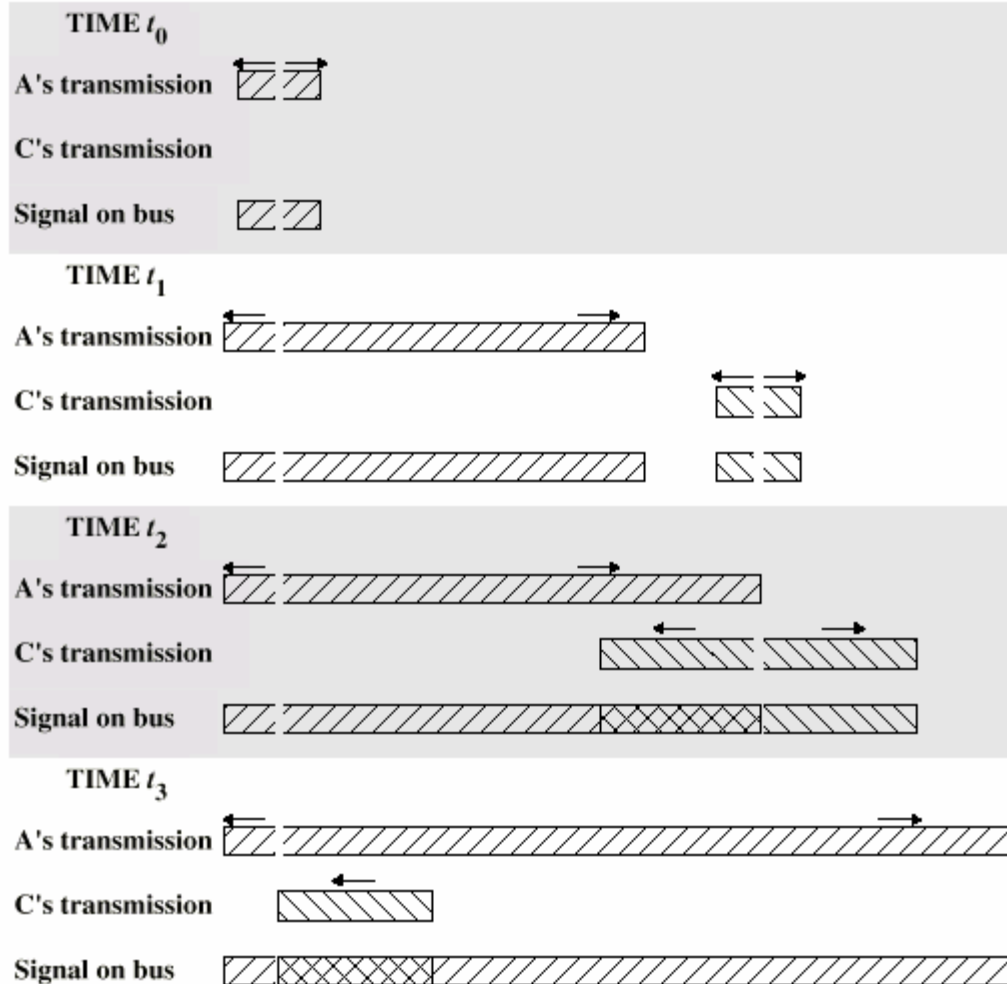 TIME t0
A's transmission
C's transmission
Signal on bus
TIME t1
A's transmission
C's transmission
Signal on bus
TIME t2
A's transmission
C's transmission
Signal on bus
TIME t3
A's transmission
C's transmission
Signal on bus